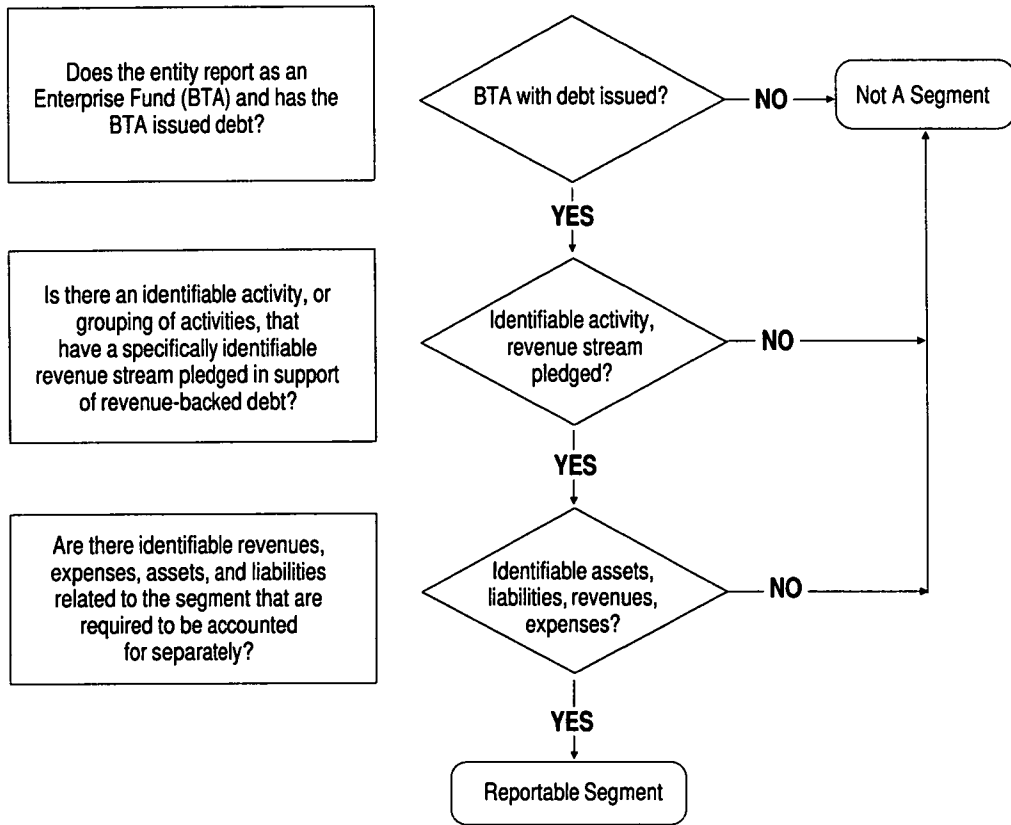 Does the entity report as an
Enterprise Fund (BTA) and has the
BTA issued debt?
BTA with debt issued?
NO
Not A Segment
YES
Is there an identifiable activity, or
grouping of activities, that
have a specifically identifiable
revenue stream pledged in support
of revenue-backed debt?
Identifiable activity,
revenue stream
pledged?
NO
YES
Are there identifiable revenues,
expenses, assets, and liabilities
related to the segment that are
required to be accounted
for separately?
Identifiable assets,
liabilities, revenues,
expenses?
NO
YES
Reportable Segment